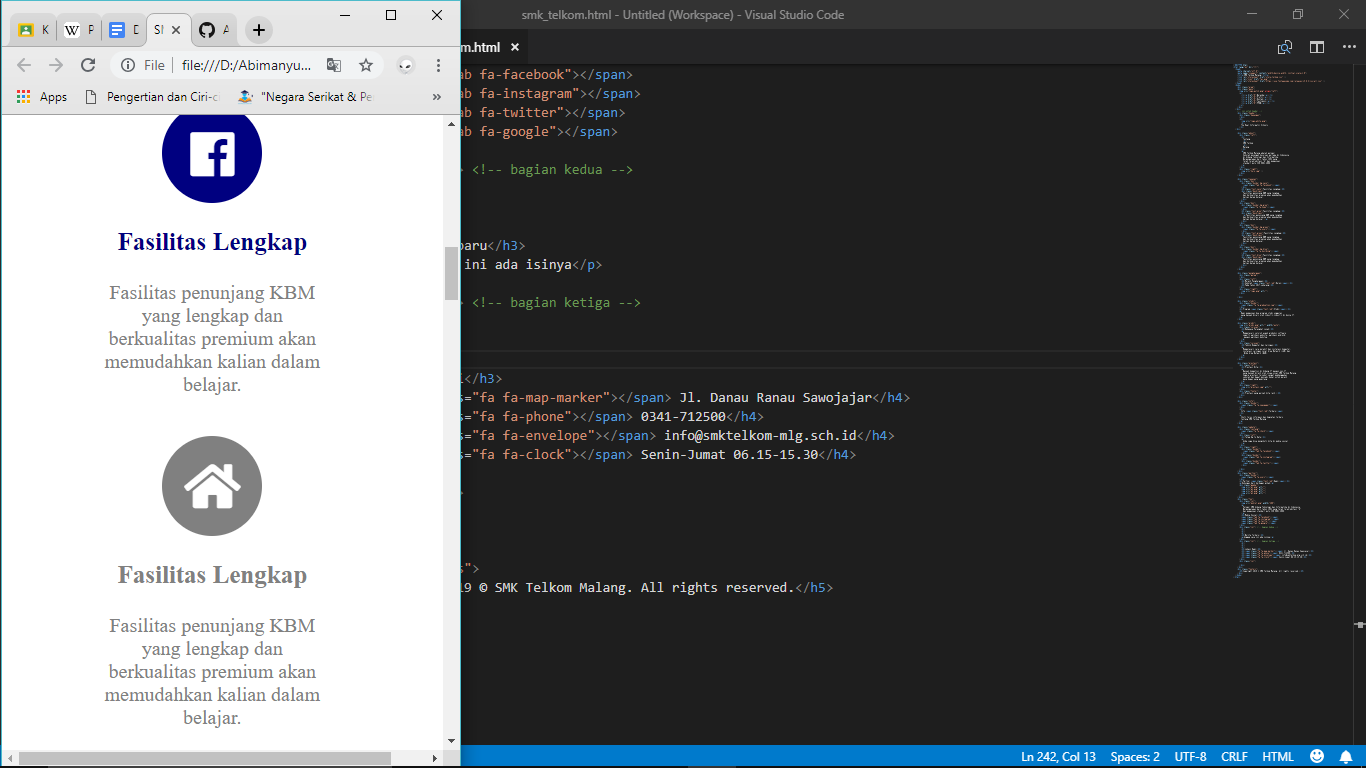 smk_telkom.html - Untitled (Workspace) - Visual Studio Code
K
W
P
D
A
m.html
File
file:///D:/Abimanyu...
Apps
Pengertian dan Ciri-c
"Negara Serikat & Pe
Fasilitas Lengkap
Fasilitas penunjang KBM
yang lengkap dan
berkualitas premium akan
memudahkan kalian dalam
belajar.
Fasilitas Lengkap
Fasilitas penunjang KBM
yang lengkap dan
berkualitas premium akan
memudahkan kalian dalam
belajar.
ab fa-facebook"></span>
ab fa-instagram"></span>
ab fa-twitter"></span>
ab fa-google"></span>
<!-- bagian kedua -->
baru</h3>
ini ada isinya</p>
<!-- bagian ketiga -->
</h3>
s="fa fa-map-marker"></span> Jl. Danau Ranau Sawojajar</h4>
s="fa fa-phone"></span> 0341-712500</h4>
s="fa fa-envelope"></span> info@smktelkom-mlg.sch.id</h4>
s="fa fa-clock"></span> Senin-Jumat 06.15-15.30</h4>
s">
19 © SMK Telkom Malang. All rights reserved.</h5>
Ln 242, Col 13
Spaces: 2
UTF-8
CRLF
HTML